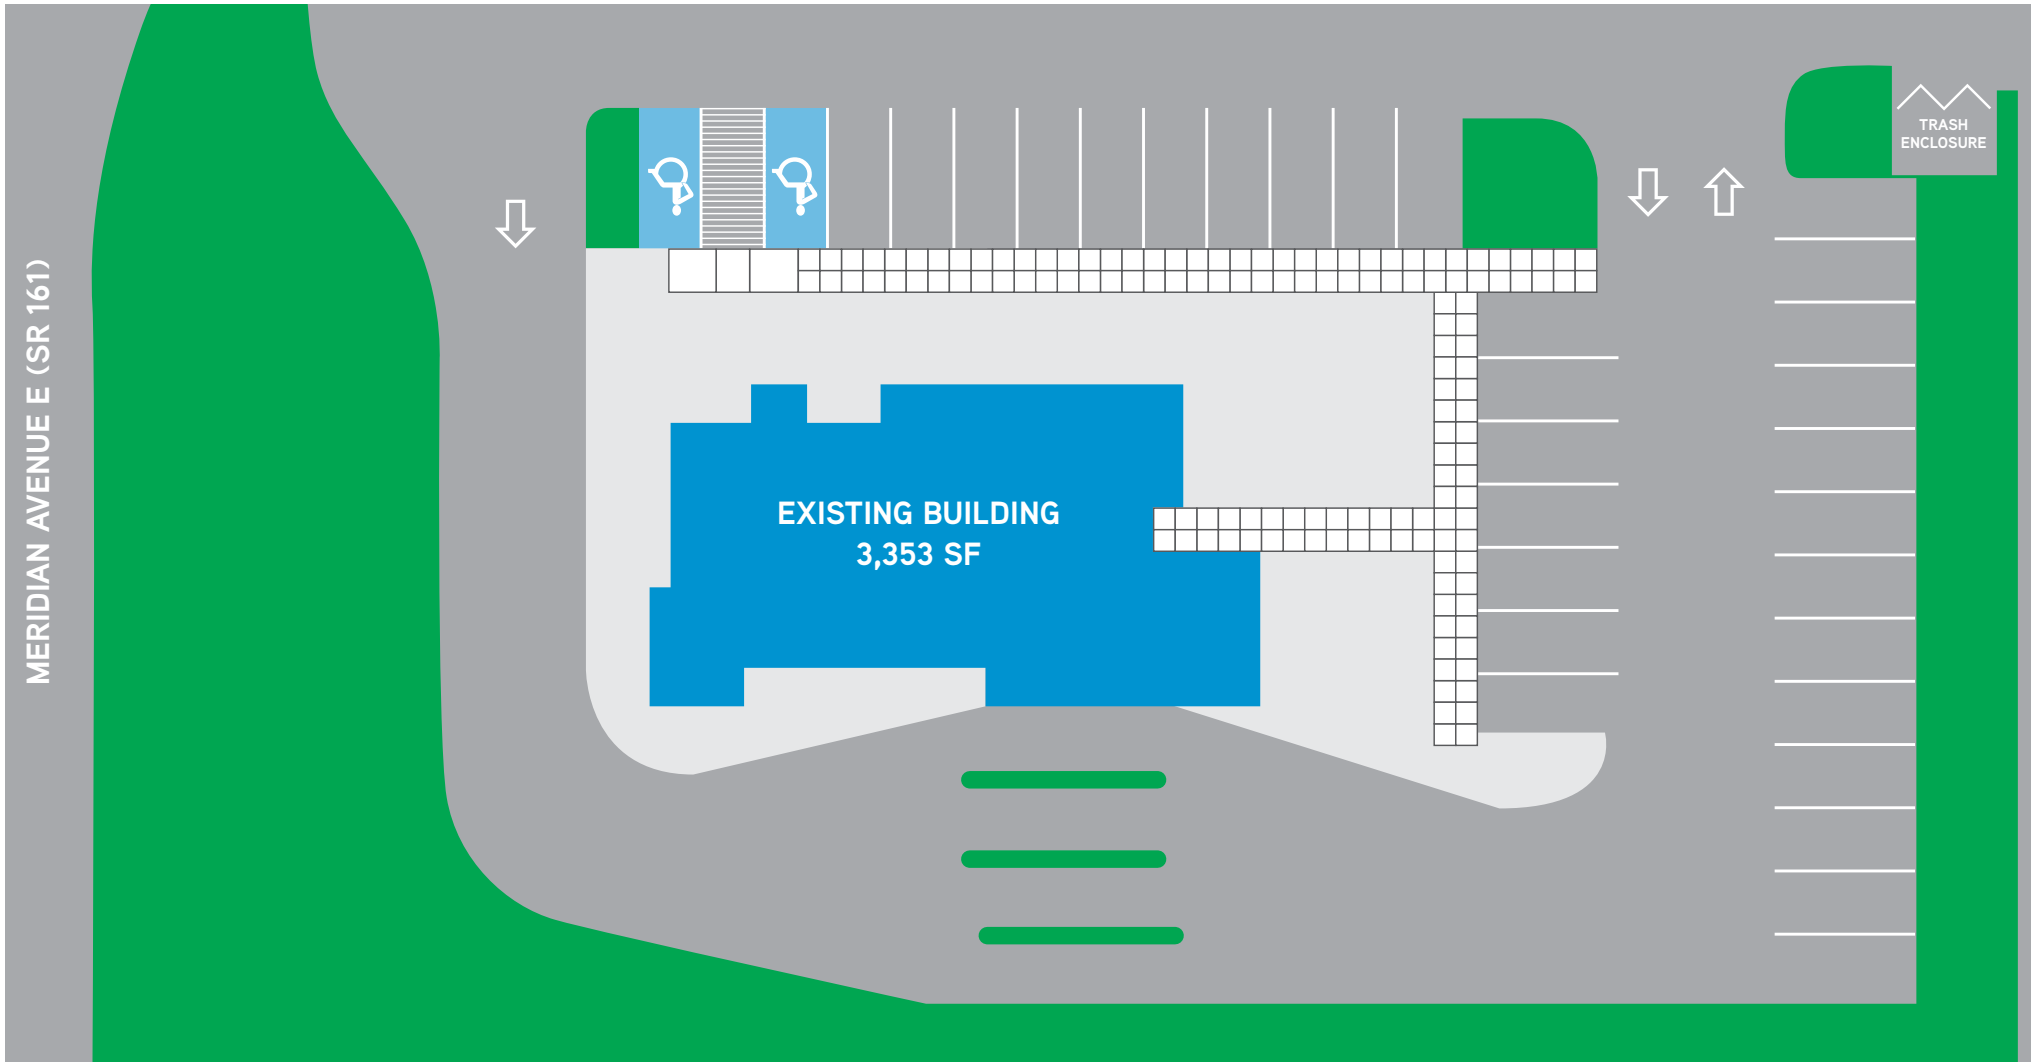 MERIDIAN AVENUE E (SR 161)
TRASH
ENCLOSURE
EXISTING BUILDING
3,353 SF